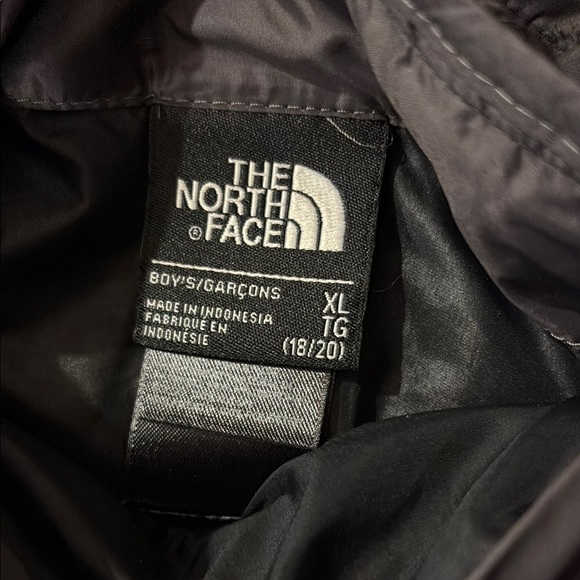 THE
NORTH
®FACE
BOY'S/GARÇONS
MADE IN INDONESIA
FABRIQUÉ EN
INDONÉSIE
XL
TG
(18/20)